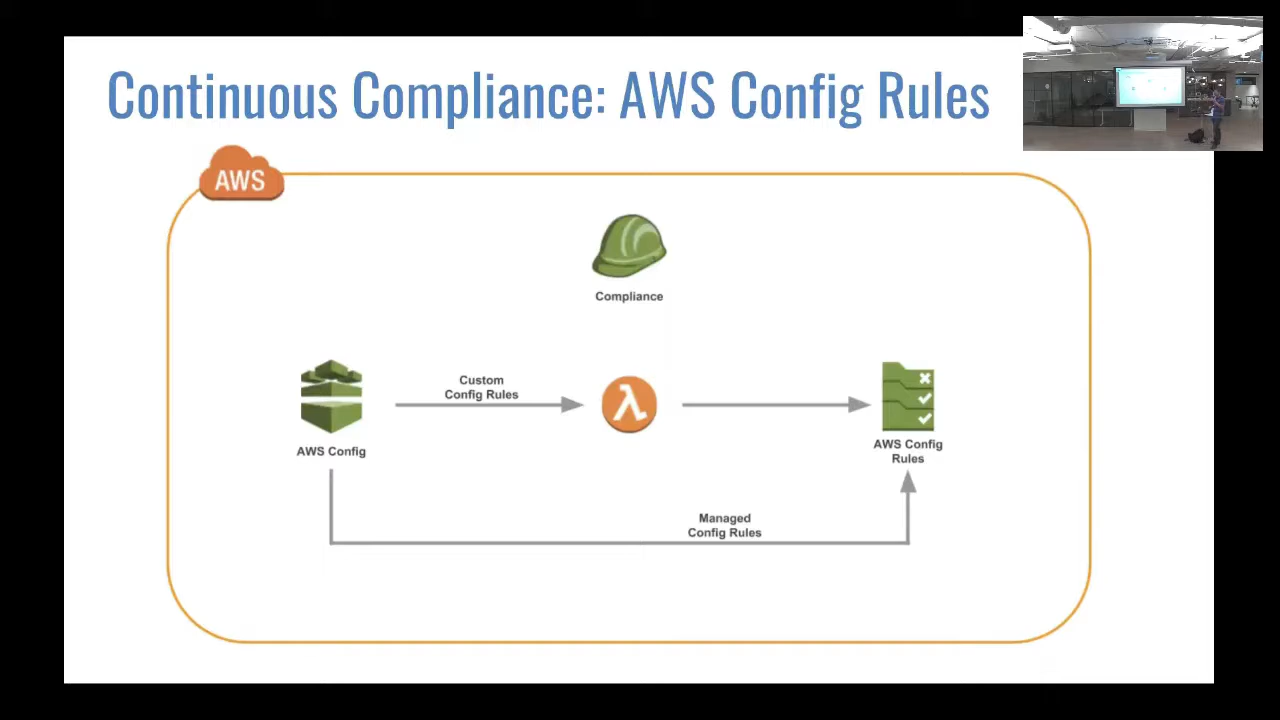 Continuous Compliance: AWS Config Rules
AWS
Compliance
Custom
Config Rules
λ
AWS Config
AWS Config
Rules
Managed
Config Rules